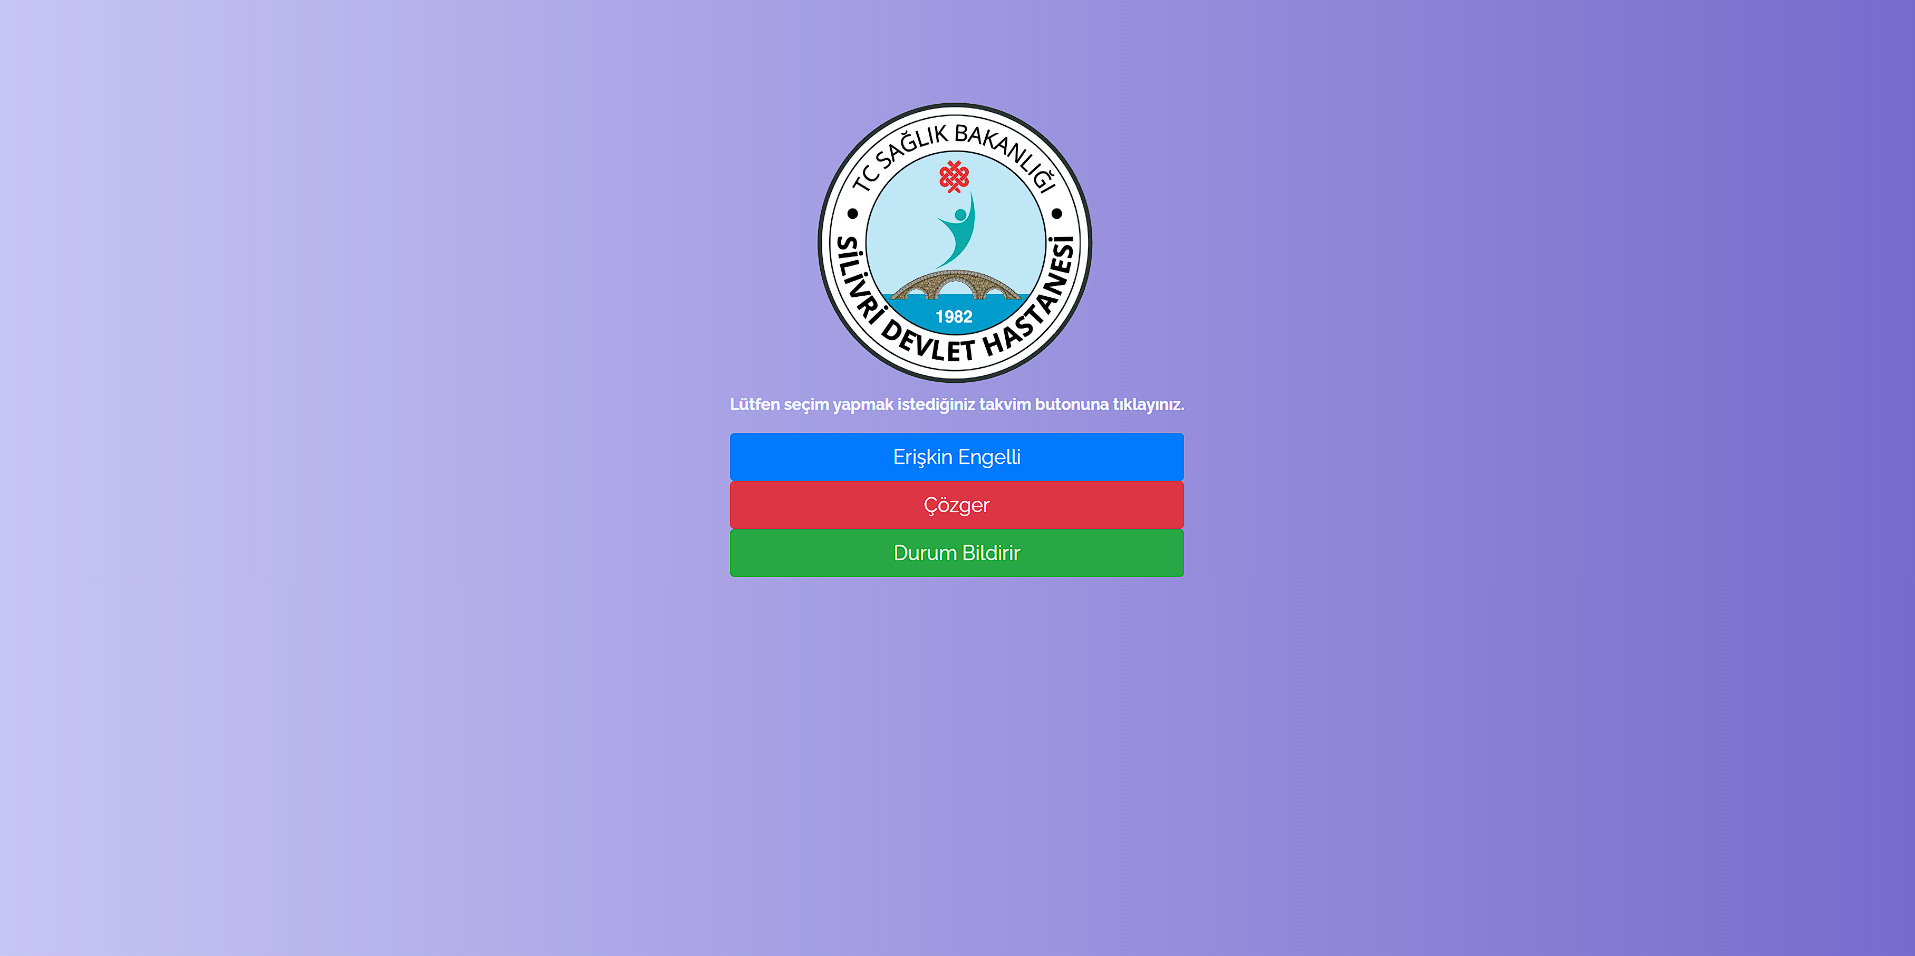 TC SAĞLIK BAKANLIĞI
SİLİVRİ DEVLET HASTANESİ
1982
Lütfen seçim yapmak istediğiniz takvim butonuna tıklayınız.
Erişkin Engelli
Çözger
Durum Bildirir